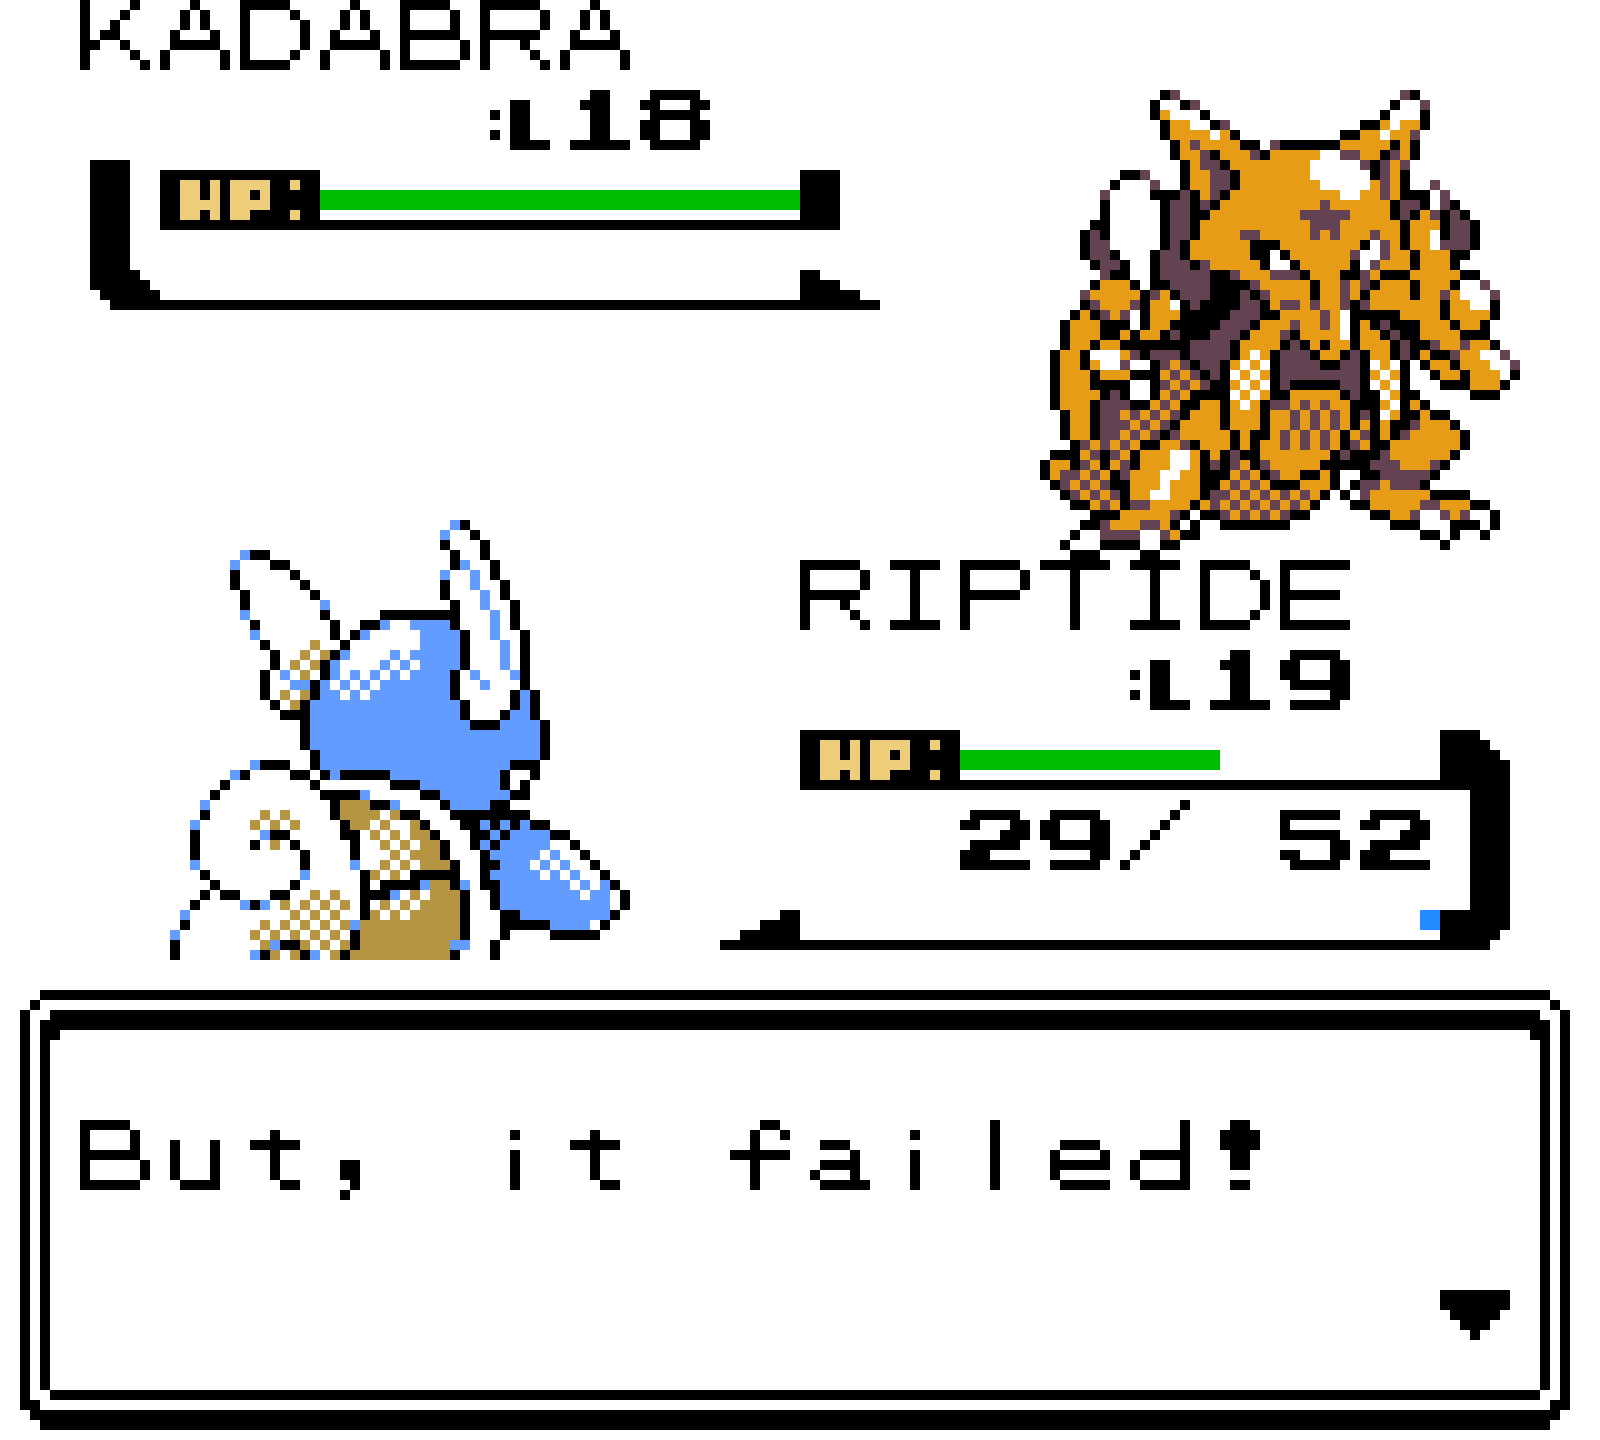 KADABRA
:L18
HP:
RIPTIDE
:L19
HP:
29/ 52
But, it failed!